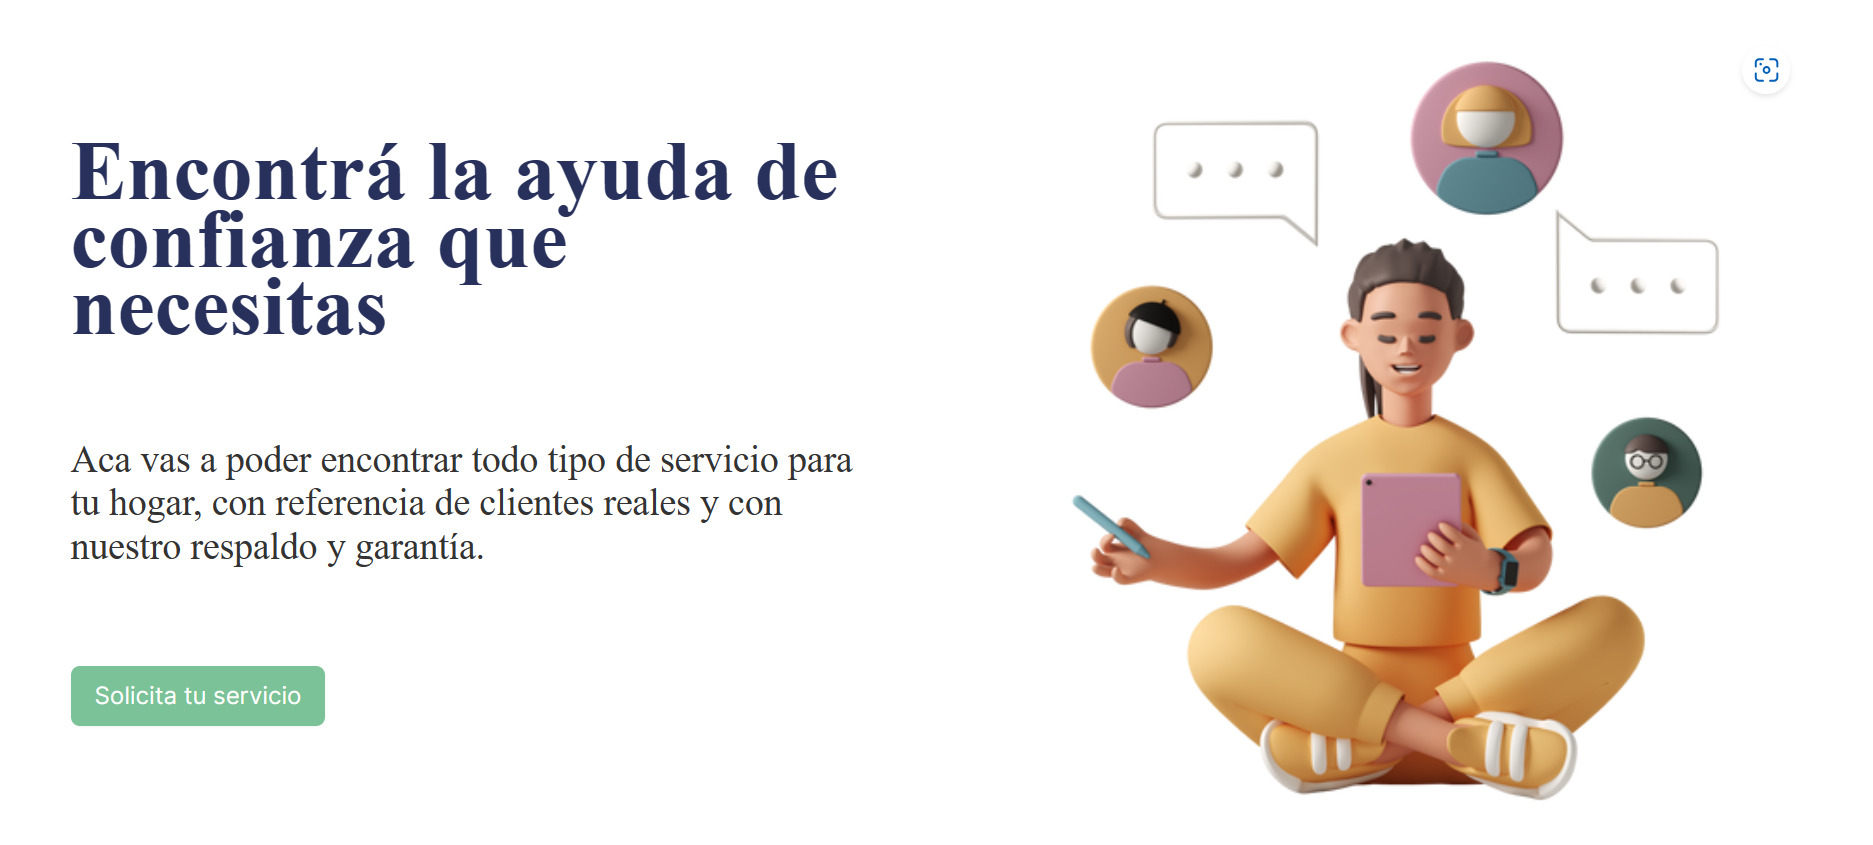 Encontrá la ayuda de
confianza que
necesitas
Aca vas a poder encontrar todo tipo de servicio para
tu hogar, con referencia de clientes reales y con
nuestro respaldo y garantía.
Solicita tu servicio